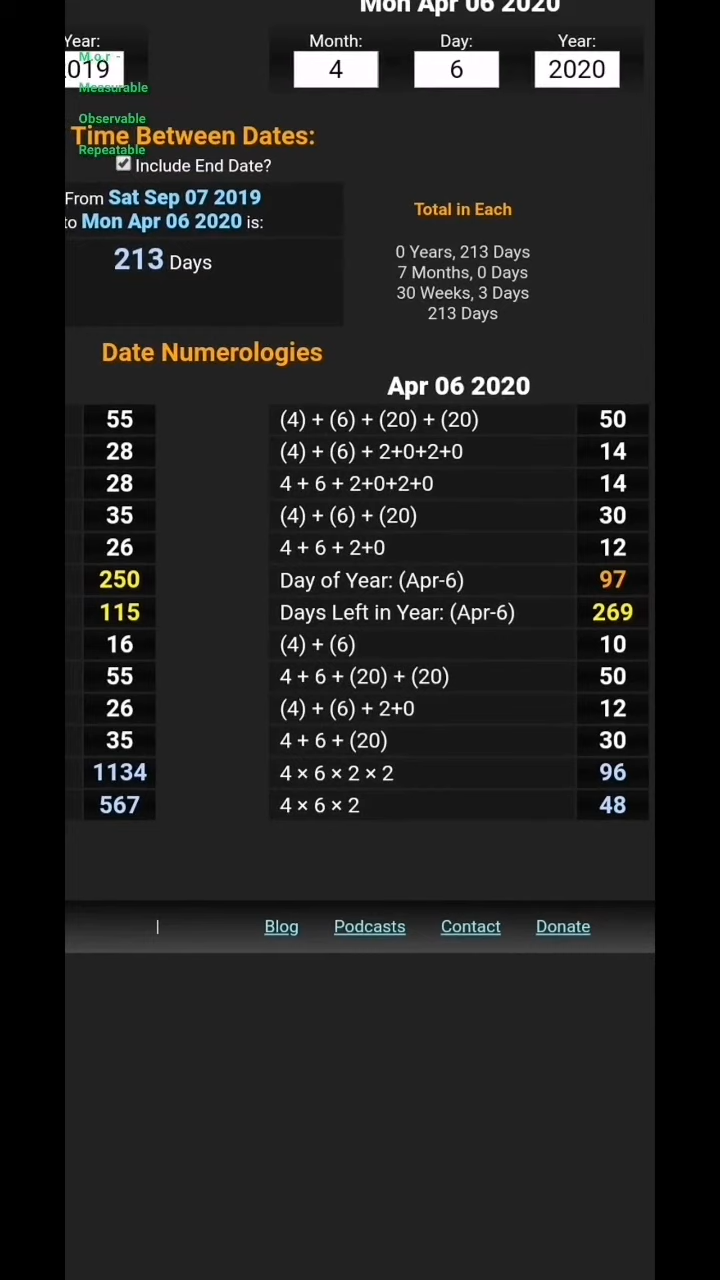 Mon Apr 06 2020
Year:
Month:
Day:
Year:
Mor-
2019
4
6
2020
Measurable
Observable
Time Between Dates:
Repeatable
Include End Date?
From Sat Sep 07 2019
to Mon Apr 06 2020 is:
213 Days
Total in Each
0 Years, 213 Days
7 Months, 0 Days
30 Weeks, 3 Days
213 Days
Date Numerologies
Apr 06 2020
55 (4) + (6) + (20) + (20) 50
28 (4) + (6) + 2+0+2+0 14
28 4 + 6 + 2+0+2+0 14
35 (4) + (6) + (20) 30
26 4 + 6 + 2+0 12
250 Day of Year: (Apr-6) 97
115 Days Left in Year: (Apr-6) 269
16 (4) + (6) 10
55 4 + 6 + (20) + (20) 50
26 (4) + (6) + 2+0 12
35 4 + 6 + (20) 30
1134 4 × 6 × 2 × 2 96
567 4 × 6 × 2 48
| Blog Podcasts Contact Donate